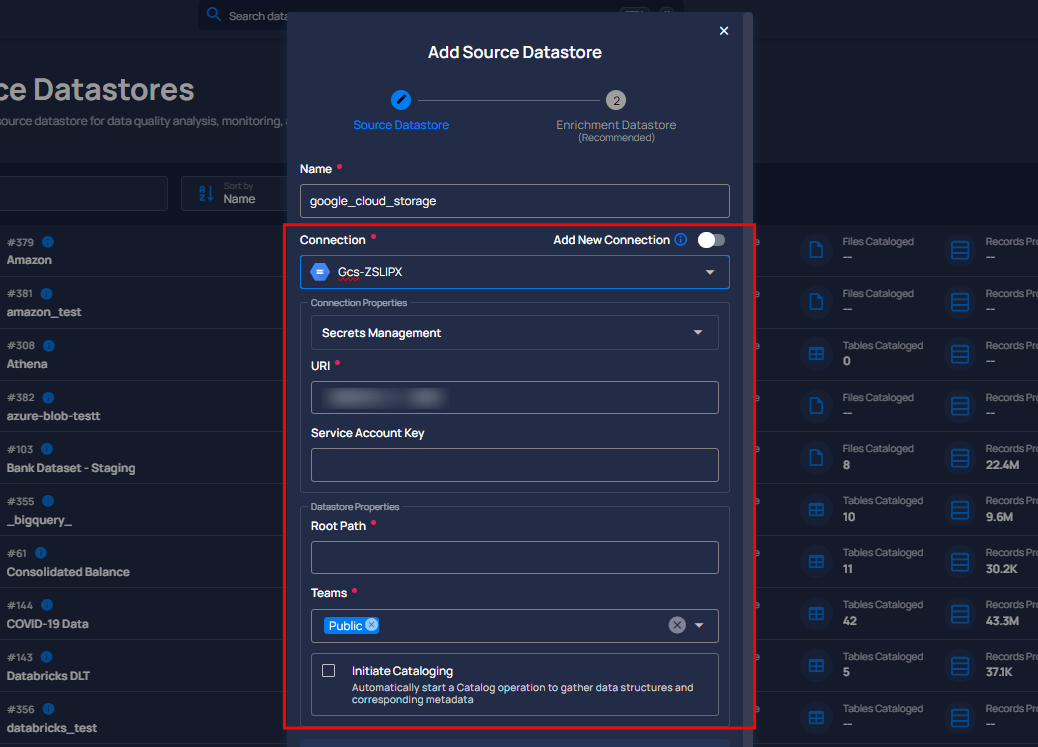 Search data
Add Source Datastore
2
Source Datastore
Enrichment Datastore
(Recommended)
ce Datastores
source datastore for data quality analysis, monitoring,
Sort by
Name
Name *
google_cloud_storage
Connection *
Add New Connection
Gcs-ZSLIPX
Connection Properties
Secrets Management
URI *
Service Account Key
Datastore Properties
Root Path *
Teams *
Public
Initiate Cataloging
Automatically start a Catalog operation to gather data structures and
corresponding metadata
#379
Amazon
Files Cataloged
--
Records Pro
--
#381
amazon_test
Files Cataloged
--
Records Pro
--
#308
Athena
Tables Cataloged
0
Records Pro
--
#382
azure-blob-testt
Files Cataloged
--
Records Pro
--
#103
Bank Dataset - Staging
Files Cataloged
8
Records Pro
22.4M
#355
_bigquery_
Tables Cataloged
10
Records Pro
9.6M
#61
Consolidated Balance
Tables Cataloged
11
Records Pro
30.2K
#144
COVID-19 Data
Tables Cataloged
42
Records Pro
43.3M
#143
Databricks DLT
Tables Cataloged
5
Records Pro
37.1K
#356
databricks_test
Tables Cataloged
--
Records Pro
--